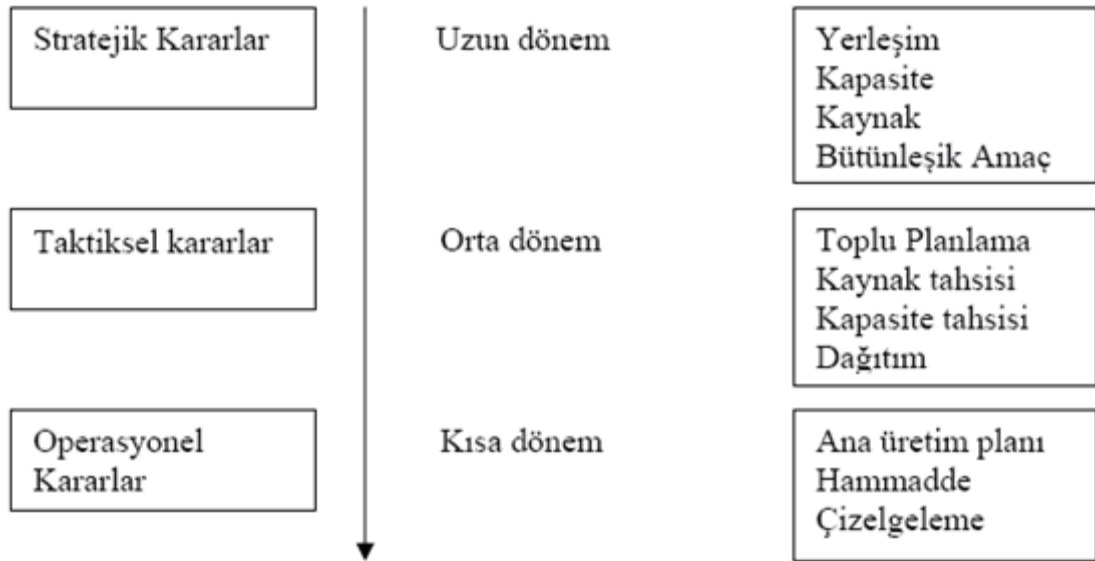 Stratejik Kararlar
Uzun dönem
Yerleşim
Kapasite
Kaynak
Bütünleşik Amaç
Taktiksel kararlar
Orta dönem
Toplu Planlama
Kaynak tahsisi
Kapasite tahsisi
Dağıtım
Operasyonel
Kararlar
Kısa dönem
Ana üretim planı
Hammadde
Çizelgeleme